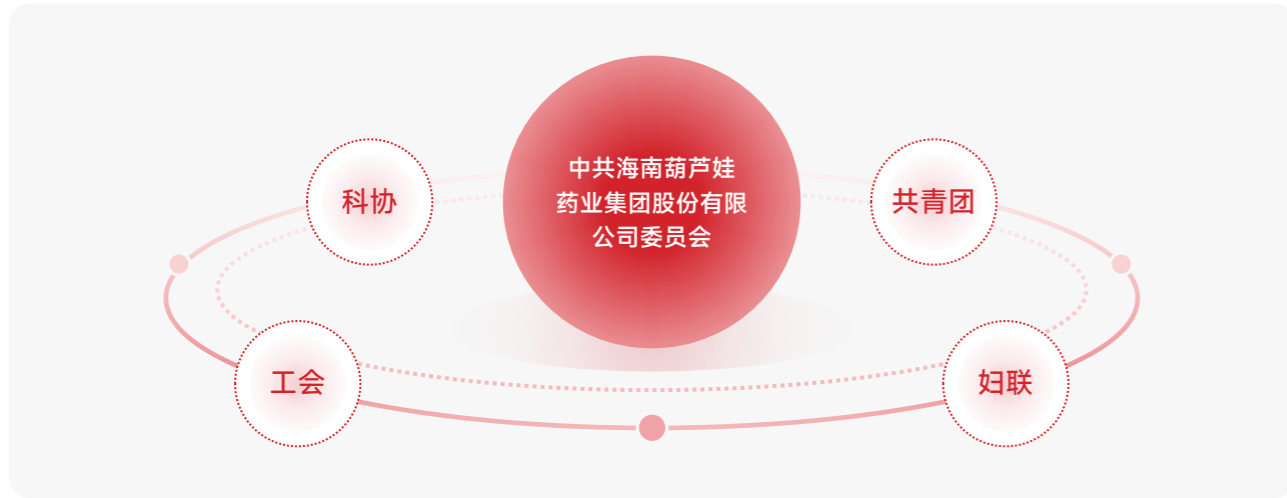 中共海南葫芦娃
药业集团股份有限
公司委员会
科协
共青团
工会
妇联